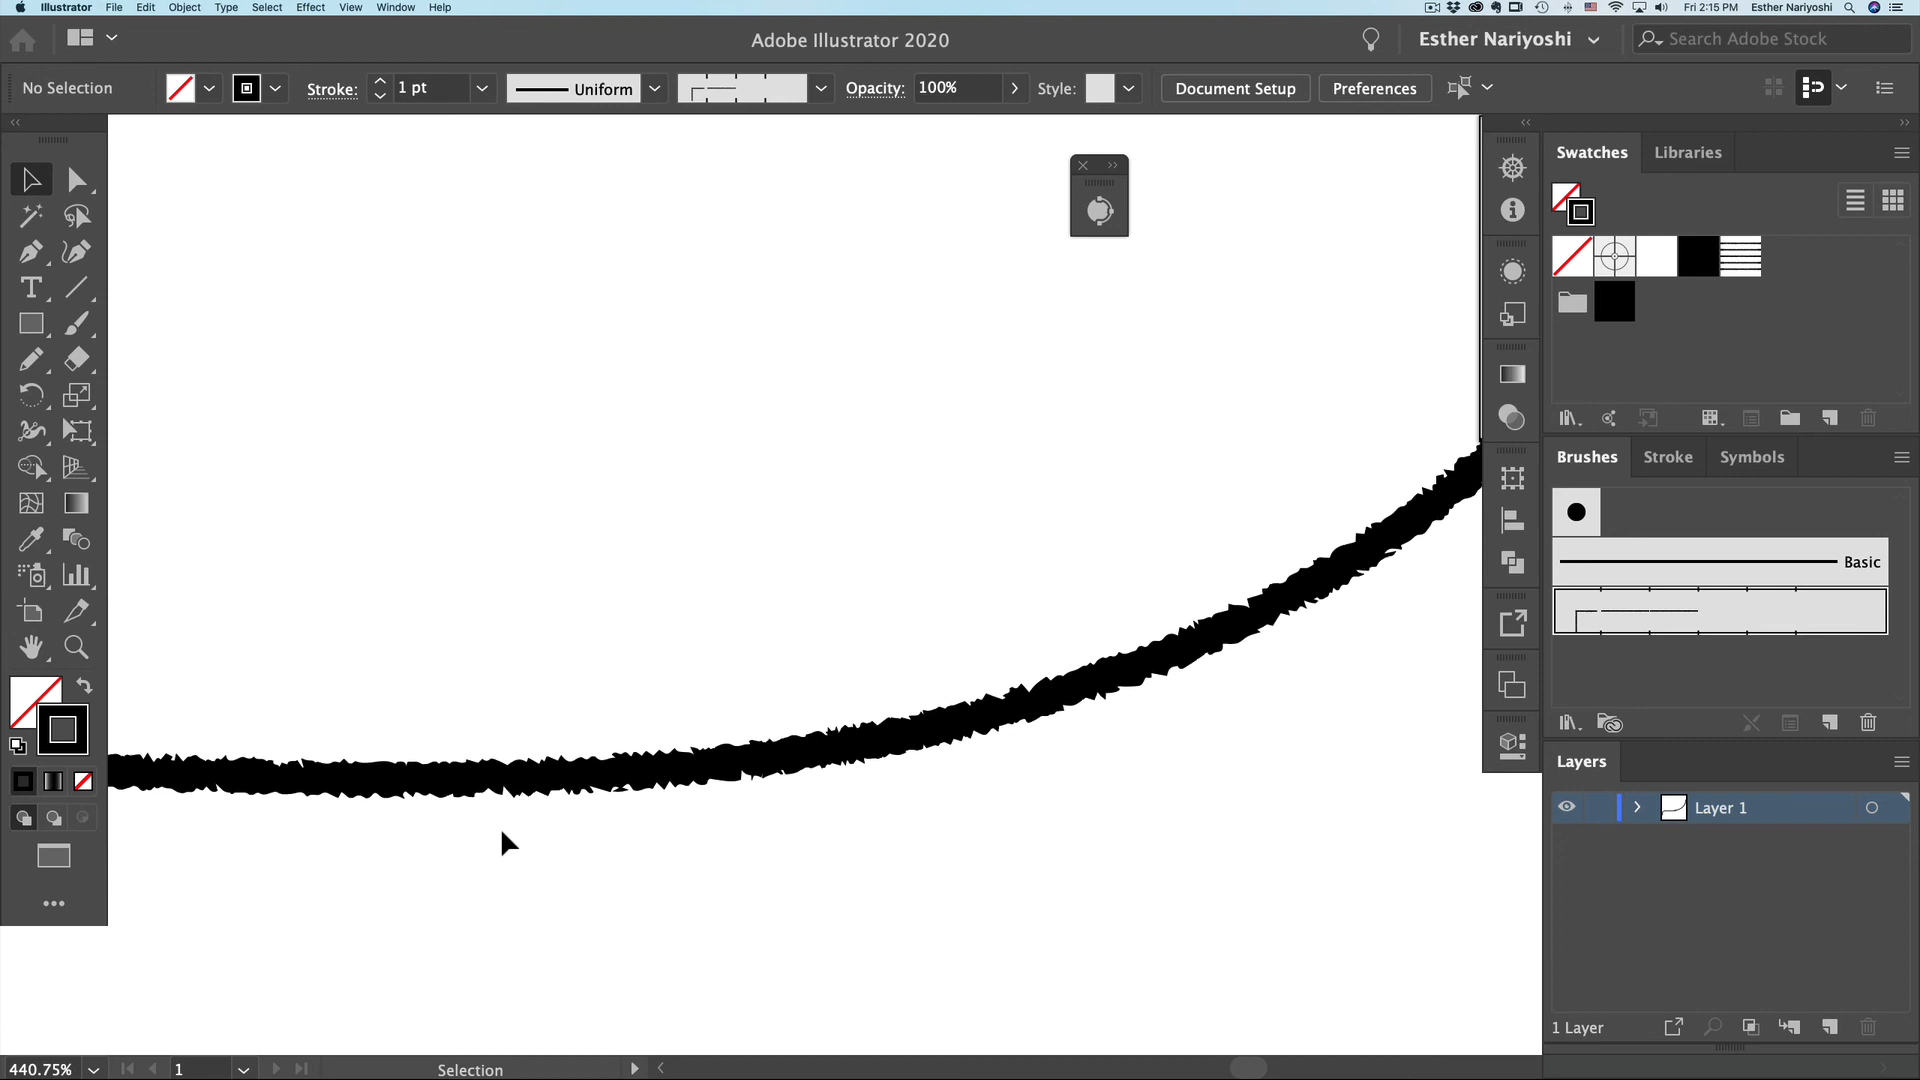 Illustrator File Edit Object Type Select Effect View Window Help Fri 2:15 PM Esther Nariyoshi
Adobe Illustrator 2020 Esther Nariyoshi Search Adobe Stock
No Selection Stroke: 1 pt Uniform Opacity: 100% Style: Document Setup Preferences
Swatches Libraries
Brushes Stroke Symbols
Basic
Layers
Layer 1
1 Layer
440.75% 1 Selection